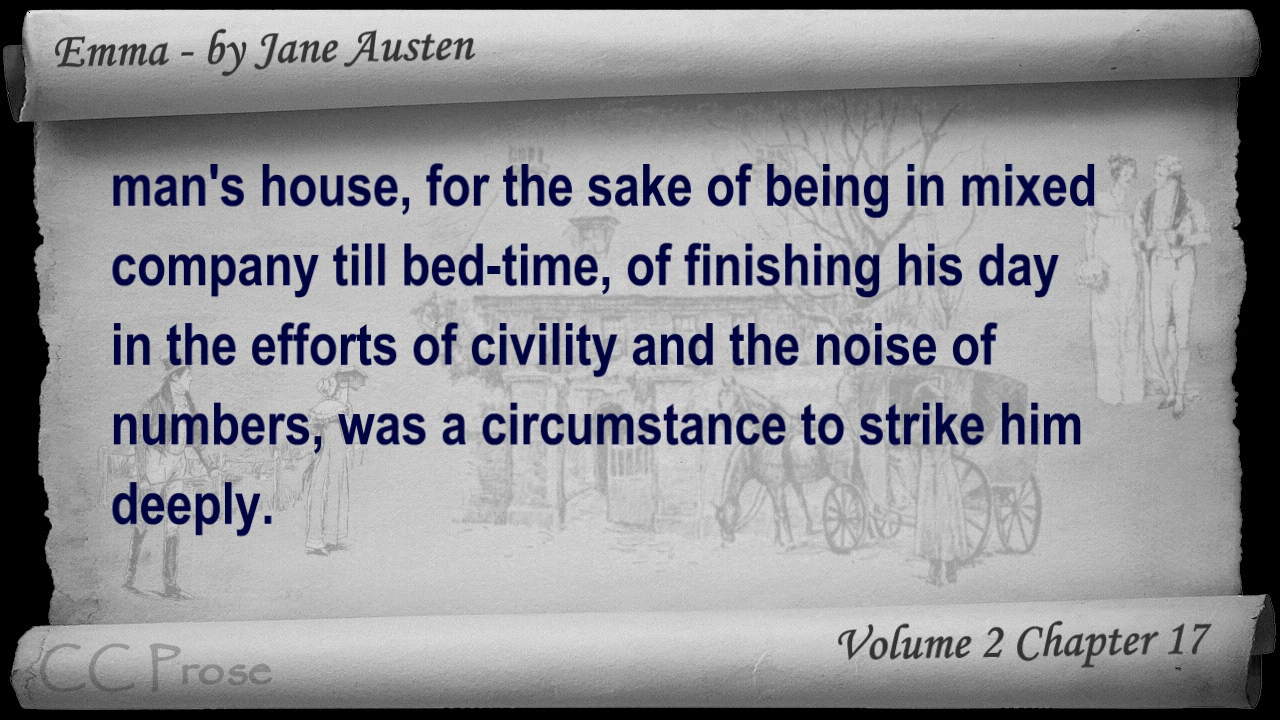 Emma - by Jane Austen
man's house, for the sake of being in mixed
company till bed-time, of finishing his day
in the efforts of civility and the noise of
numbers, was a circumstance to strike him
deeply.
Volume 2 Chapter 17
CC Prose